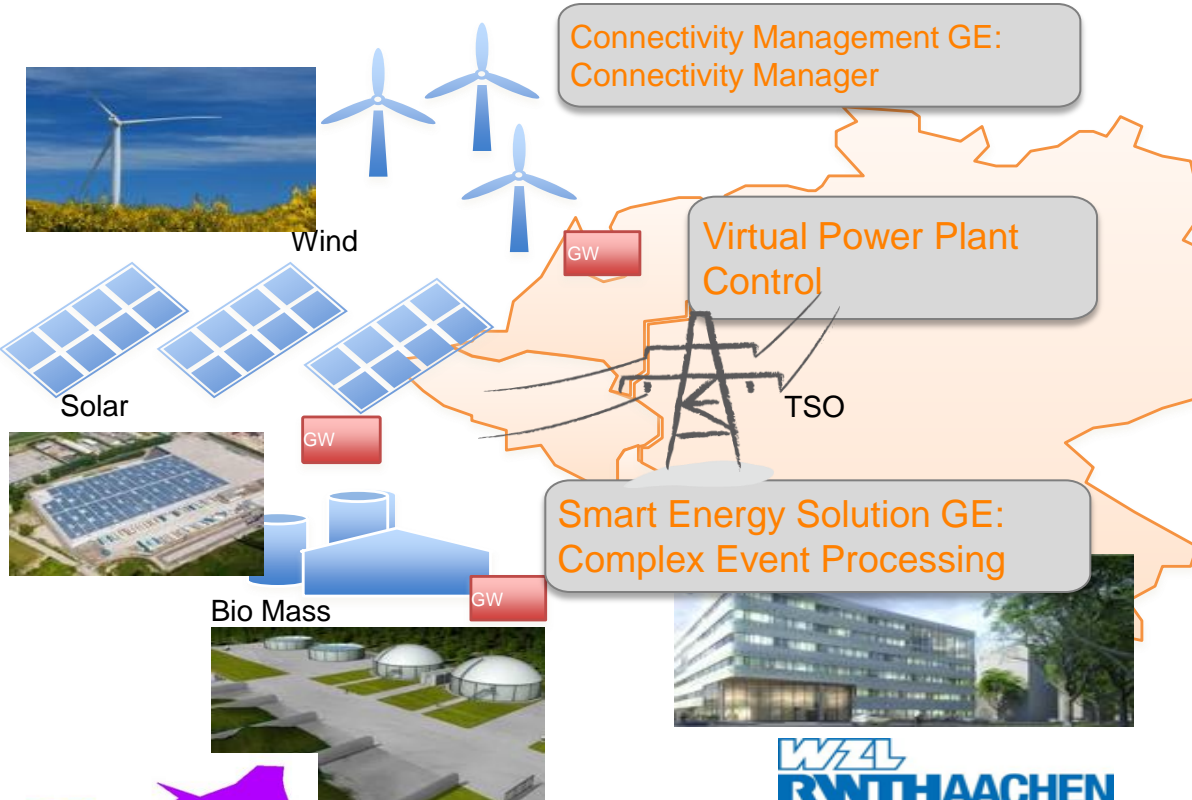 Connectivity Management GE:
Connectivity Manager
Wind
GW
Virtual Power Plant
Control
Solar
TSO
GW
Smart Energy Solution GE:
Complex Event Processing
GW
Bio Mass
WZL
RWTHAACHEN